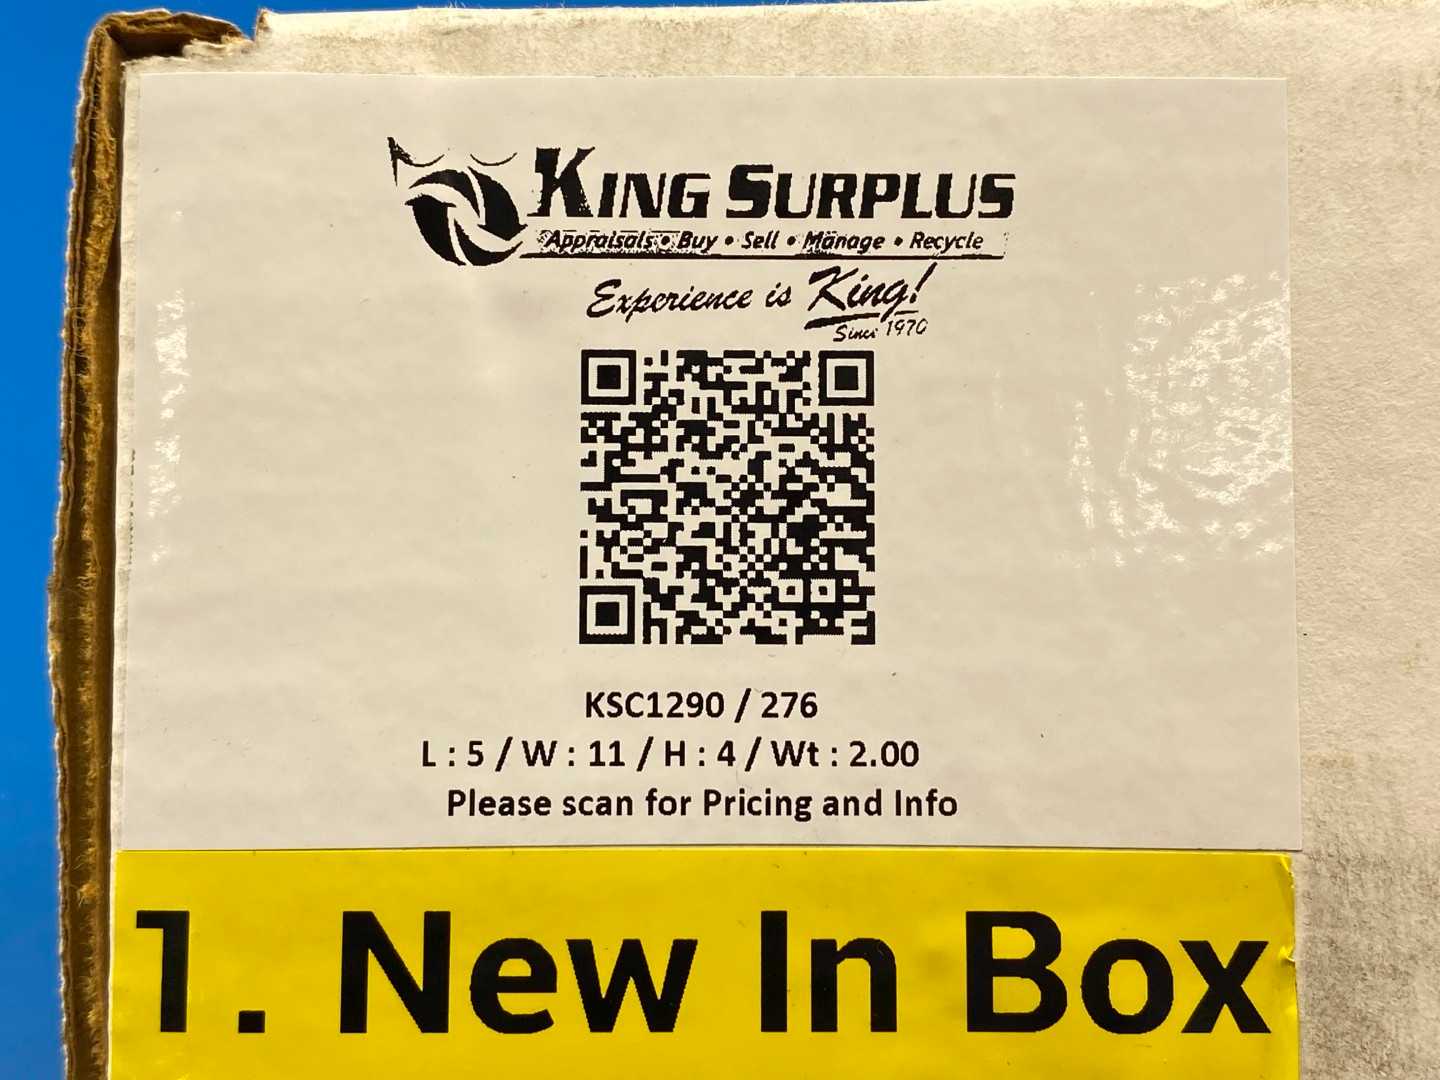 KING SURPLUS
Appraisals • Buy • Sell • Manage • Recycle
Experience is King!
Since 1970
KSC1290 / 276
L : 5 / W : 11 / H : 4 / Wt : 2.00
Please scan for Pricing and Info
1. New In Box